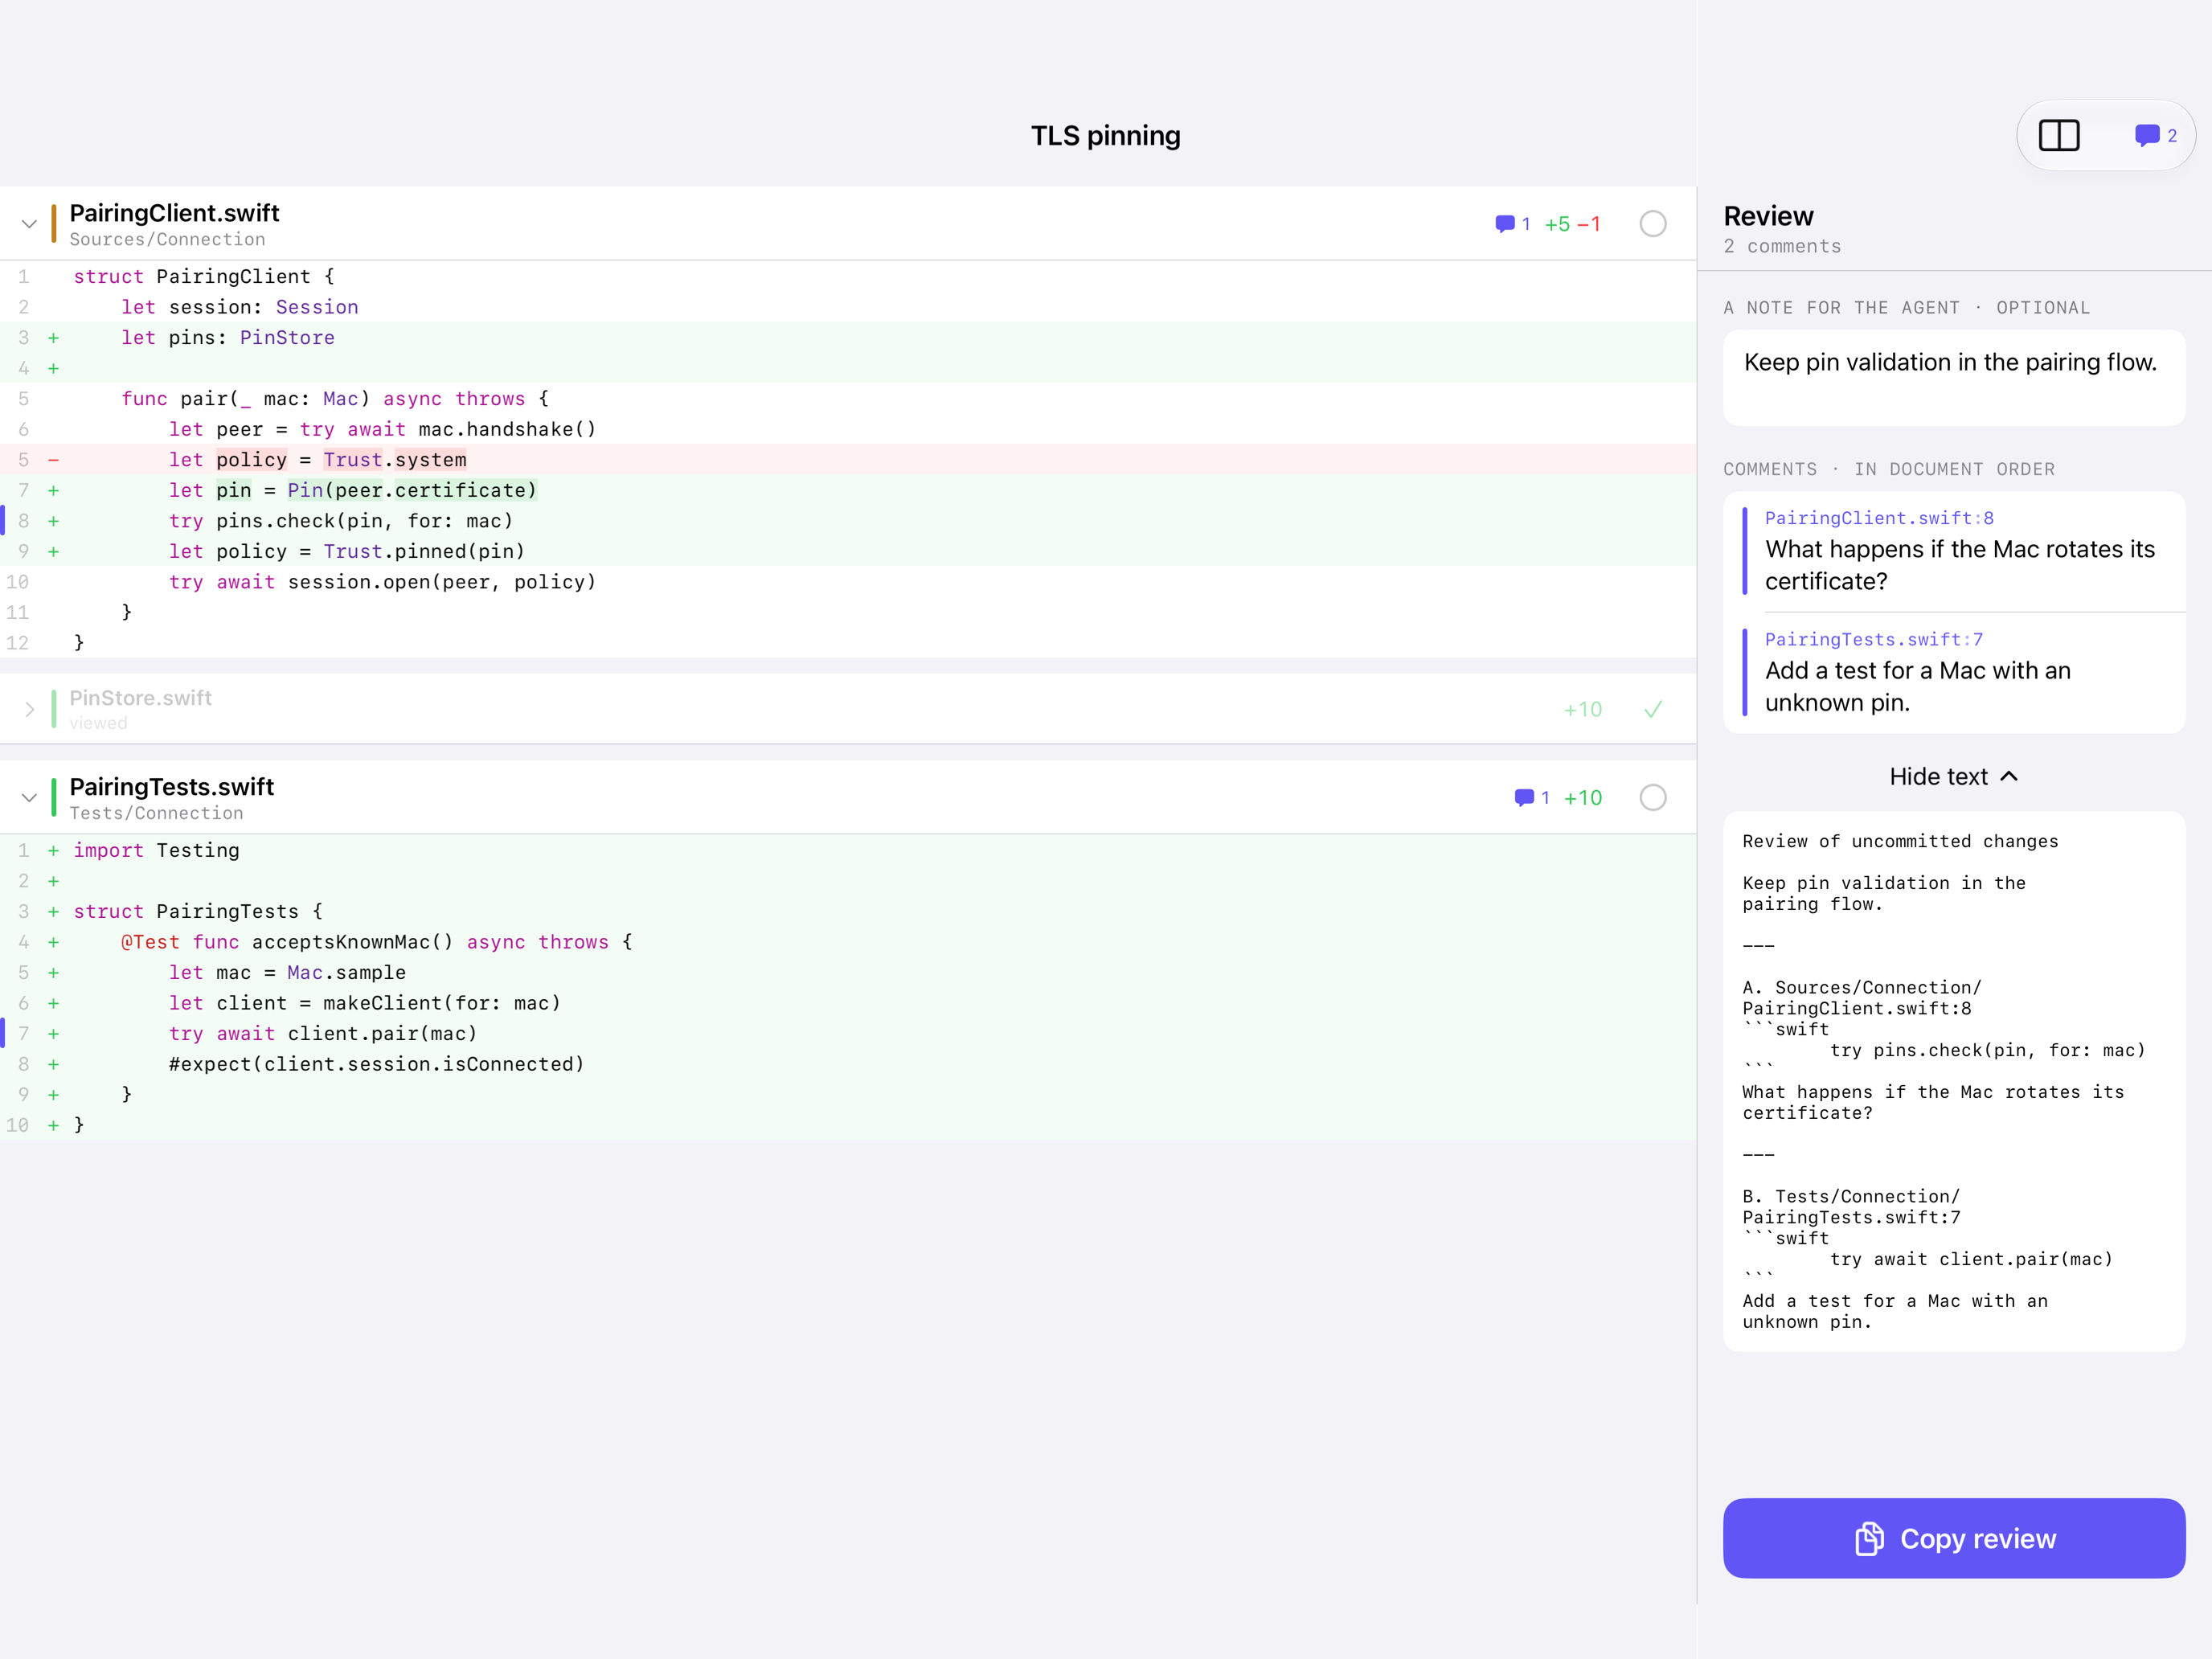 TLS pinning
2
PairingClient.swift
Sources/Connection
1 +5 −1
1 struct PairingClient {
2     let session: Session
3 +     let pins: PinStore
4 +
5     func pair(_ mac: Mac) async throws {
6         let peer = try await mac.handshake()
5 −         let policy = Trust.system
7 +         let pin = Pin(peer.certificate)
8 +         try pins.check(pin, for: mac)
9 +         let policy = Trust.pinned(pin)
10         try await session.open(peer, policy)
11     }
12 }
PinStore.swift
viewed
+10
PairingTests.swift
Tests/Connection
1 +10
1 + import Testing
2 +
3 + struct PairingTests {
4 +     @Test func acceptsKnownMac() async throws {
5 +         let mac = Mac.sample
6 +         let client = makeClient(for: mac)
7 +         try await client.pair(mac)
8 +         #expect(client.session.isConnected)
9 +     }
10 + }
Review
2 comments
A NOTE FOR THE AGENT · OPTIONAL
Keep pin validation in the pairing flow.
COMMENTS · IN DOCUMENT ORDER
PairingClient.swift:8
What happens if the Mac rotates its
certificate?
PairingTests.swift:7
Add a test for a Mac with an
unknown pin.
Hide text
Review of uncommitted changes
Keep pin validation in the
pairing flow.
---
A. Sources/Connection/
PairingClient.swift:8
```swift
        try pins.check(pin, for: mac)
```
What happens if the Mac rotates its
certificate?
---
B. Tests/Connection/
PairingTests.swift:7
```swift
        try await client.pair(mac)
```
Add a test for a Mac with an
unknown pin.
Copy review